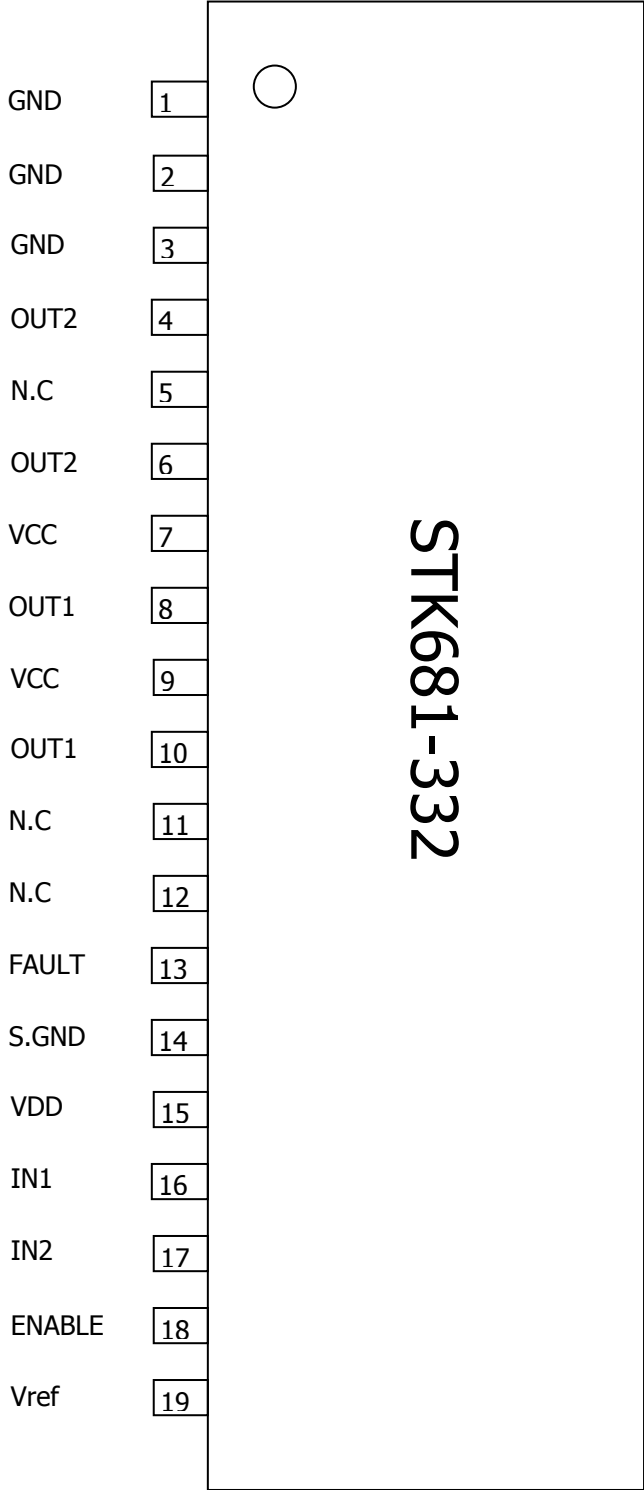 GND 1
GND 2
GND 3
OUT2 4
N.C 5
OUT2 6
VCC 7
OUT1 8
VCC 9
OUT1 10
N.C 11
N.C 12
FAULT 13
S.GND 14
VDD 15
IN1 16
IN2 17
ENABLE 18
Vref 19
STK681-332